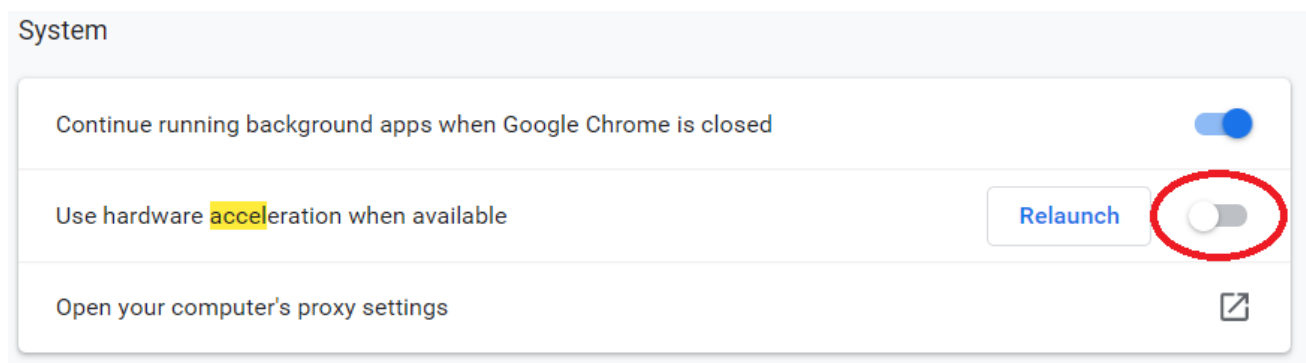 System
Continue running background apps when Google Chrome is closed
Use hardware acceleration when available
Relaunch
Open your computer's proxy settings